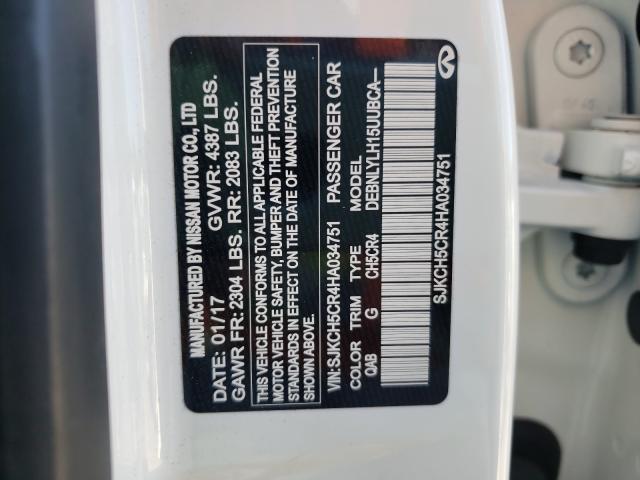 MANUFACTURED BY NISSAN MOTOR CO., LTD
DATE: 01/17 GVWR: 4387 LBS.
GAWR FR: 2304 LBS. RR: 2083 LBS.
THIS VEHICLE CONFORMS TO ALL APPLICABLE FEDERAL
MOTOR VEHICLE SAFETY, BUMPER AND THEFT PREVENTION
STANDARDS IN EFFECT ON THE DATE OF MANUFACTURE
SHOWN ABOVE.
VIN:SJKCH5CR4HA034751 PASSENGER CAR
COLOR TRIM TYPE MODEL
QAB G CH5CR4 DEBNLYLH15UUBCA—
SJKCH5CR4HA034751